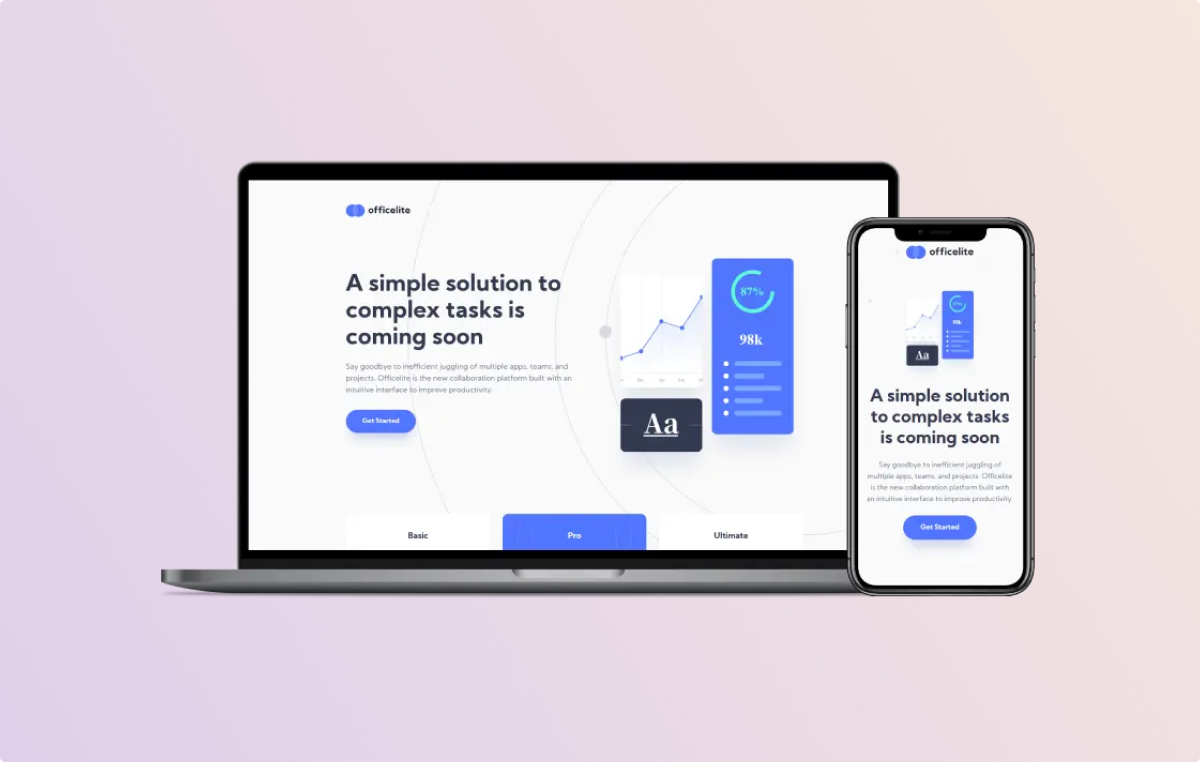 officelite
A simple solution to
complex tasks is
coming soon
Say goodbye to inefficient juggling of multiple apps, teams, and
projects. Officelite is the new collaboration platform built with an
intuitive interface to improve productivity.
Get Started
87%
98k
Aa
Basic
Pro
Ultimate
officelite
98k
Aa
A simple solution
to complex tasks
is coming soon
Say goodbye to inefficient juggling of
multiple apps, teams, and projects. Officelite
is the new collaboration platform built with
an intuitive interface to improve productivity
Get Started